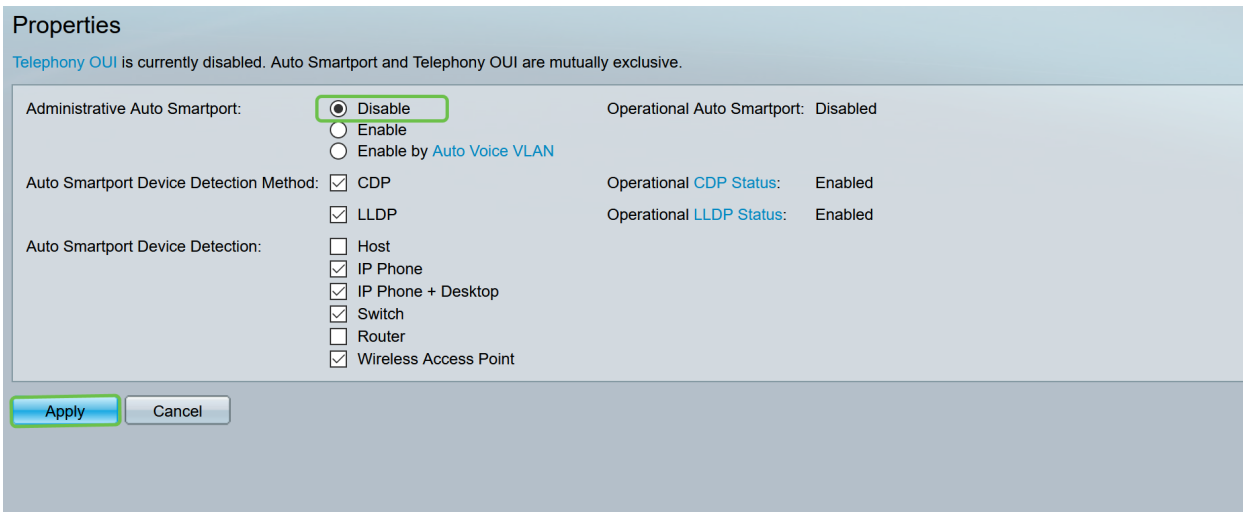 Properties
Telephony OUI is currently disabled. Auto Smartport and Telephony OUI are mutually exclusive.
Administrative Auto Smartport: Disable Operational Auto Smartport: Disabled
Enable
Enable by Auto Voice VLAN
Auto Smartport Device Detection Method: CDP Operational CDP Status: Enabled
LLDP Operational LLDP Status: Enabled
Auto Smartport Device Detection: Host
IP Phone
IP Phone + Desktop
Switch
Router
Wireless Access Point
Apply Cancel